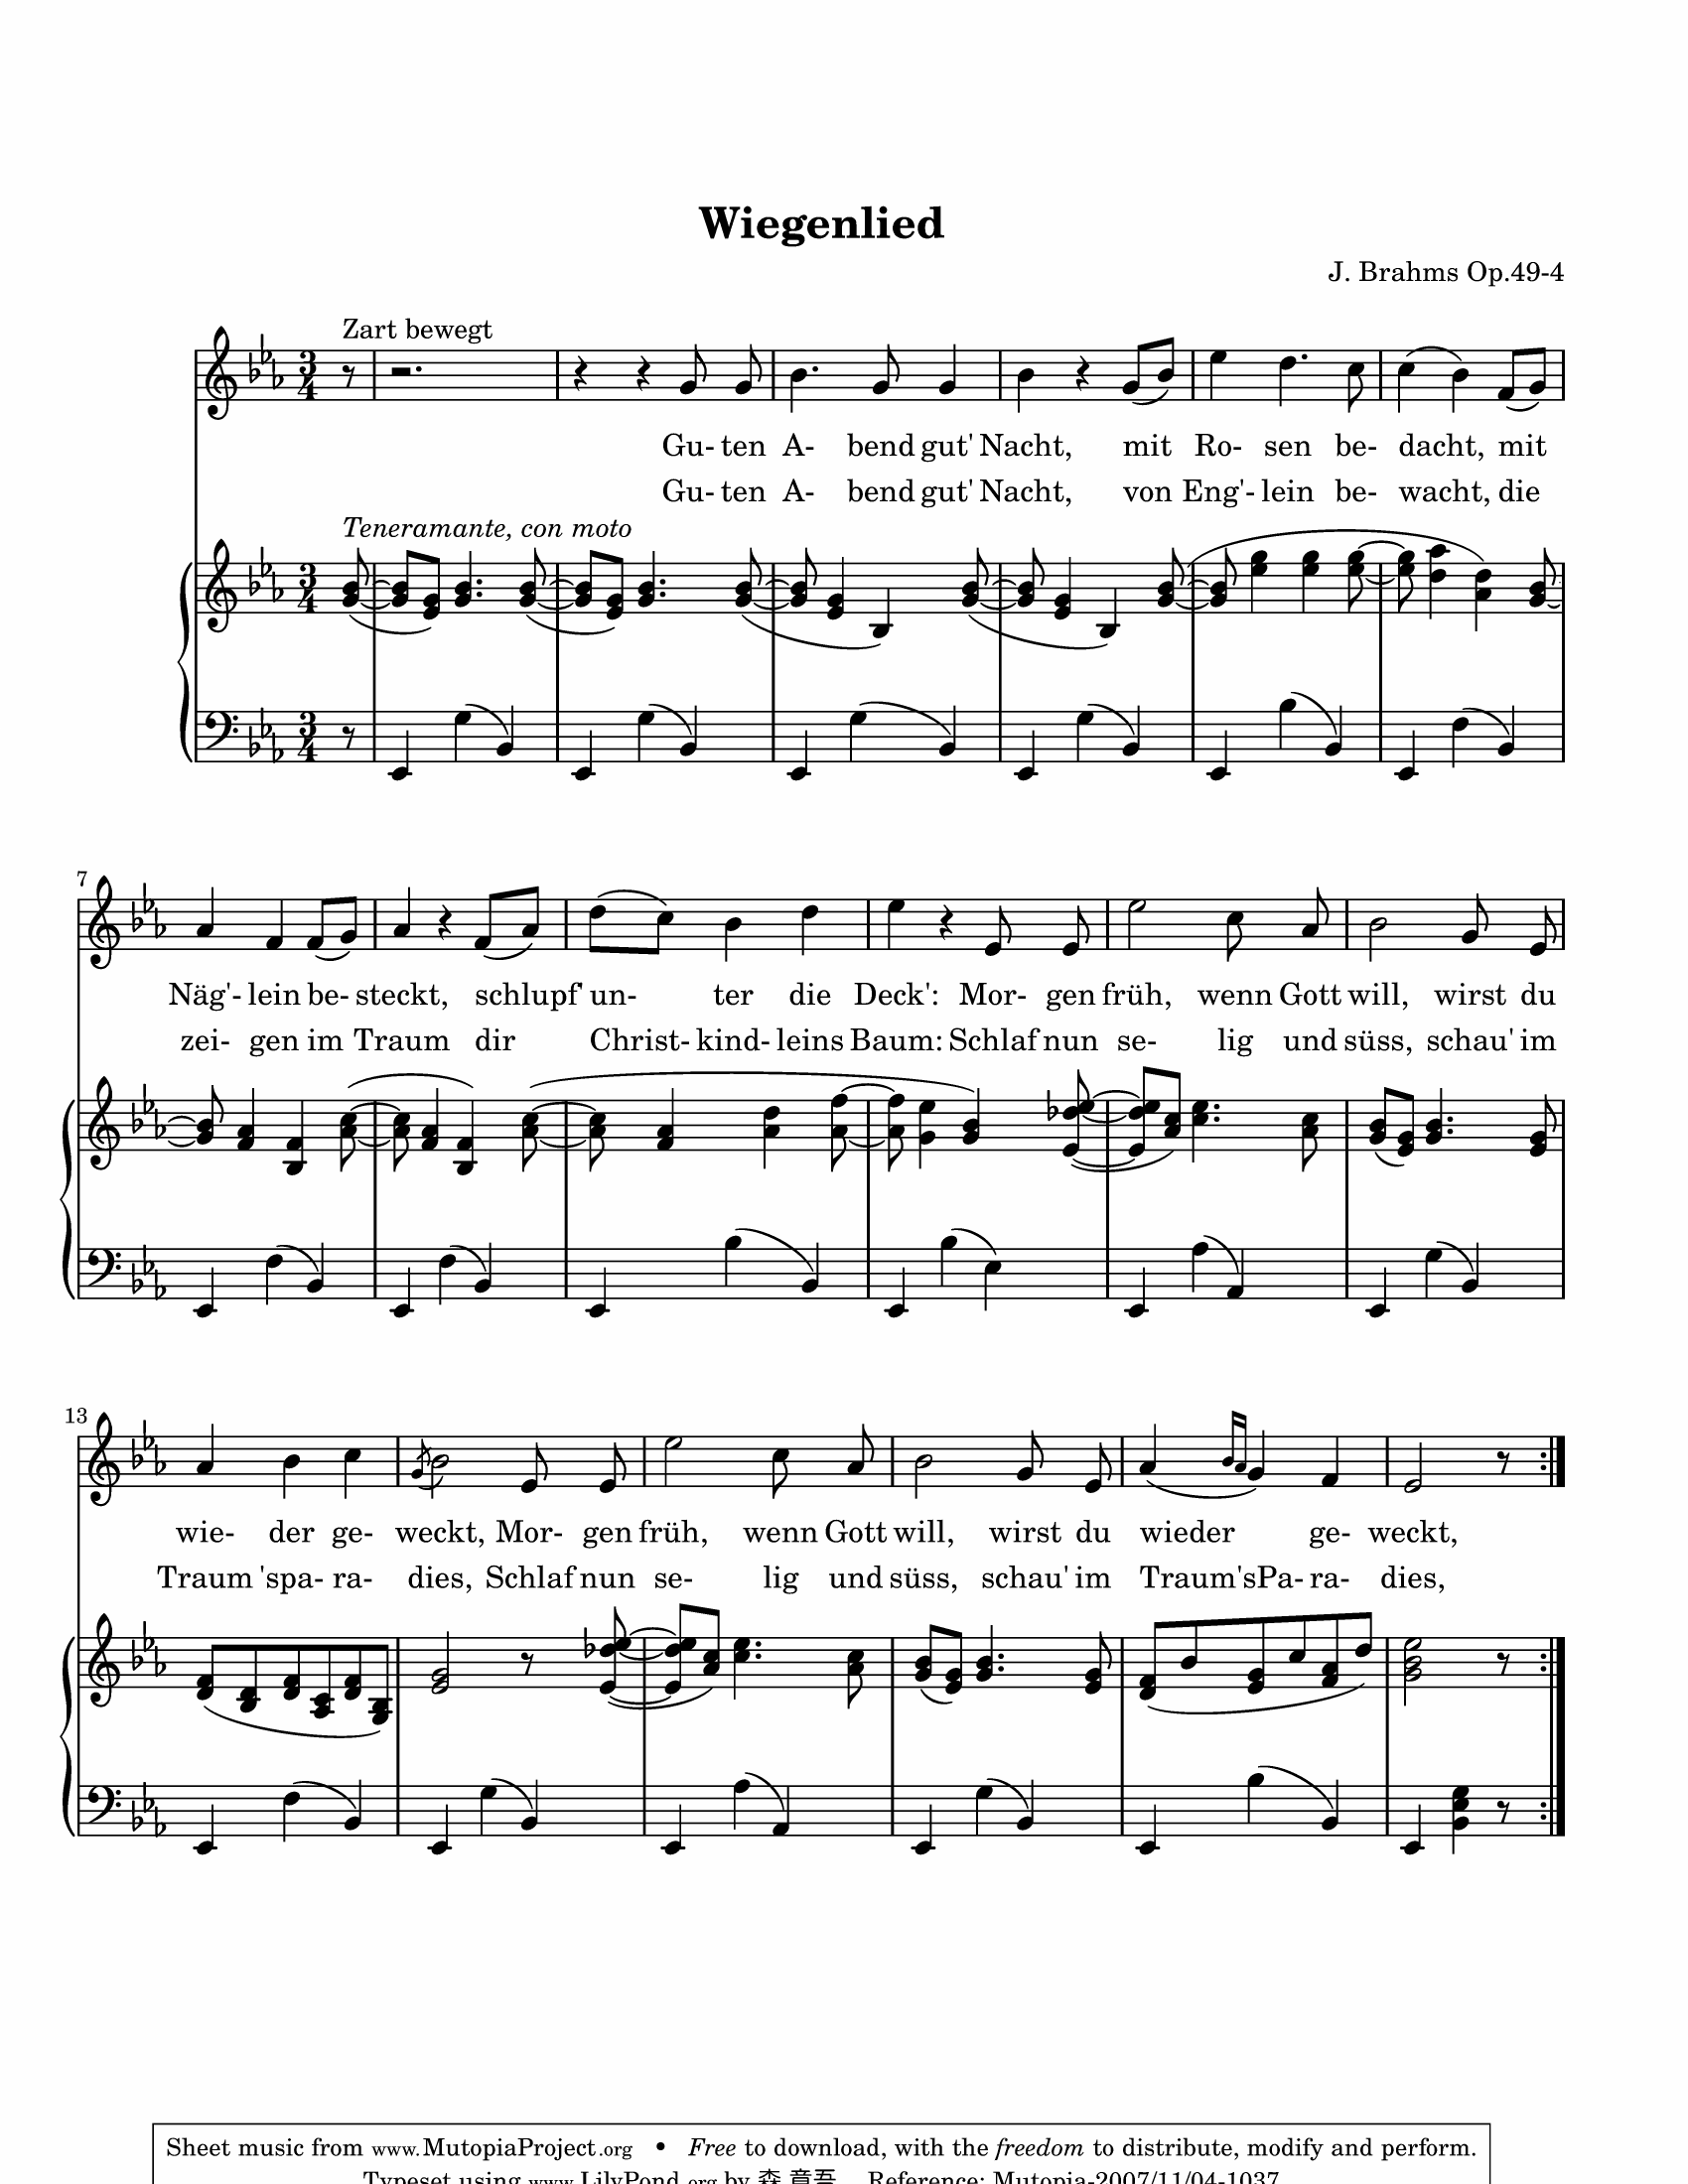 Wiegenlied
J. Brahms Op.49-4
Zart bewegt
Gu- ten A- bend gut' Nacht, mit Ro- sen be- dacht, mit
Gu- ten A- bend gut' Nacht, von Eng'- lein be- wacht, die
Teneramante, con moto
7
Näg'- lein be- steckt, schlupf' un- ter die Deck': Mor- gen früh, wenn Gott will, wirst du
zei- gen im Traum dir Christ- kind- leins Baum: Schlaf nun se- lig und süss, schau' im
13
wie- der ge- weckt, Mor- gen früh, wenn Gott will, wirst du wieder ge- weckt,
Traum 'spa- ra- dies, Schlaf nun se- lig und süss, schau' im Traum'sPa- ra- dies,
Sheet music from www.MutopiaProject.org • Free to download, with the freedom to distribute, modify and perform.
Typeset using www.LilyPond.org by 森 章吾 Reference: Mutopia-2007/11/04-1037